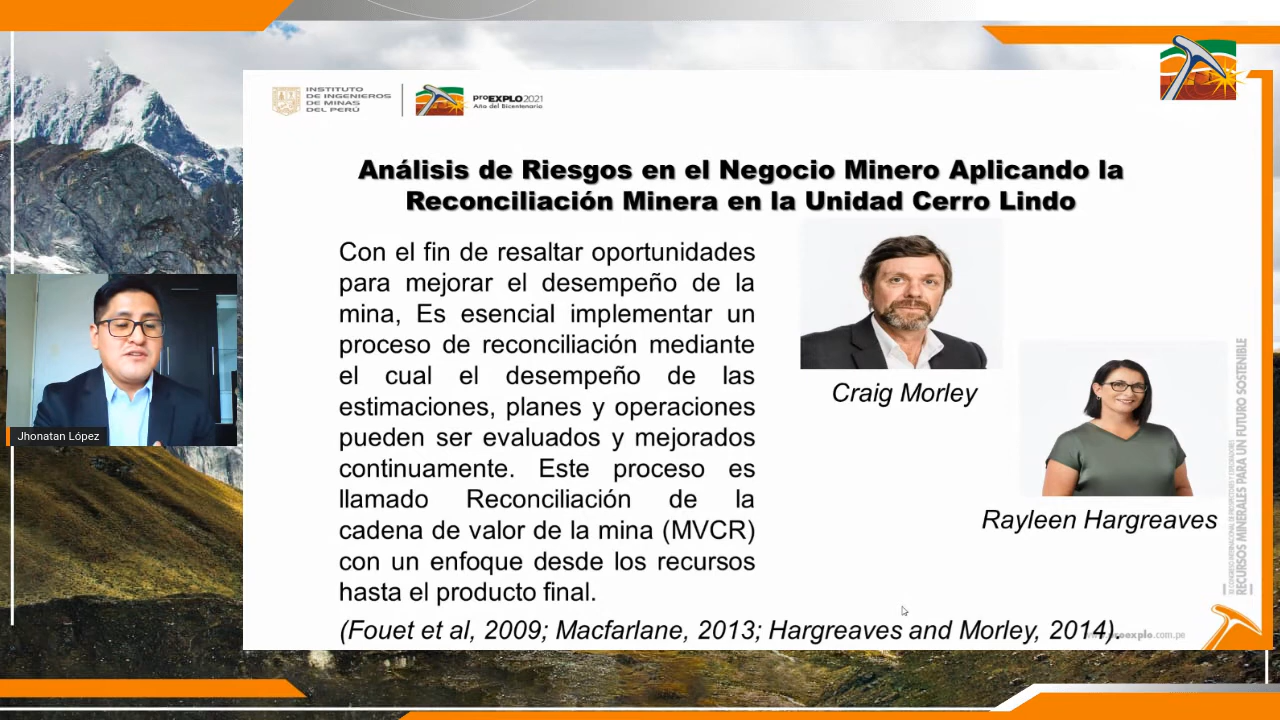 INSTITUTO
DE INGENIEROS
DE MINAS
DEL PERÚ
proEXPLO2021
Año del Bicentenario
Análisis de Riesgos en el Negocio Minero Aplicando la
Reconciliación Minera en la Unidad Cerro Lindo
Con el fin de resaltar oportunidades
para mejorar el desempeño de la
mina, Es esencial implementar un
proceso de reconciliación mediante
el cual el desempeño de las
estimaciones, planes y operaciones
pueden ser evaluados y mejorados
continuamente. Este proceso es
llamado Reconciliación de la
cadena de valor de la mina (MVCR)
con un enfoque desde los recursos
hasta el producto final.
(Fouet et al, 2009; Macfarlane, 2013; Hargreaves and Morley, 2014).
Craig Morley
Rayleen Hargreaves
Jhonatan López
RECURSOS MINERALES PARA UN FUTURO SOSTENIBLE